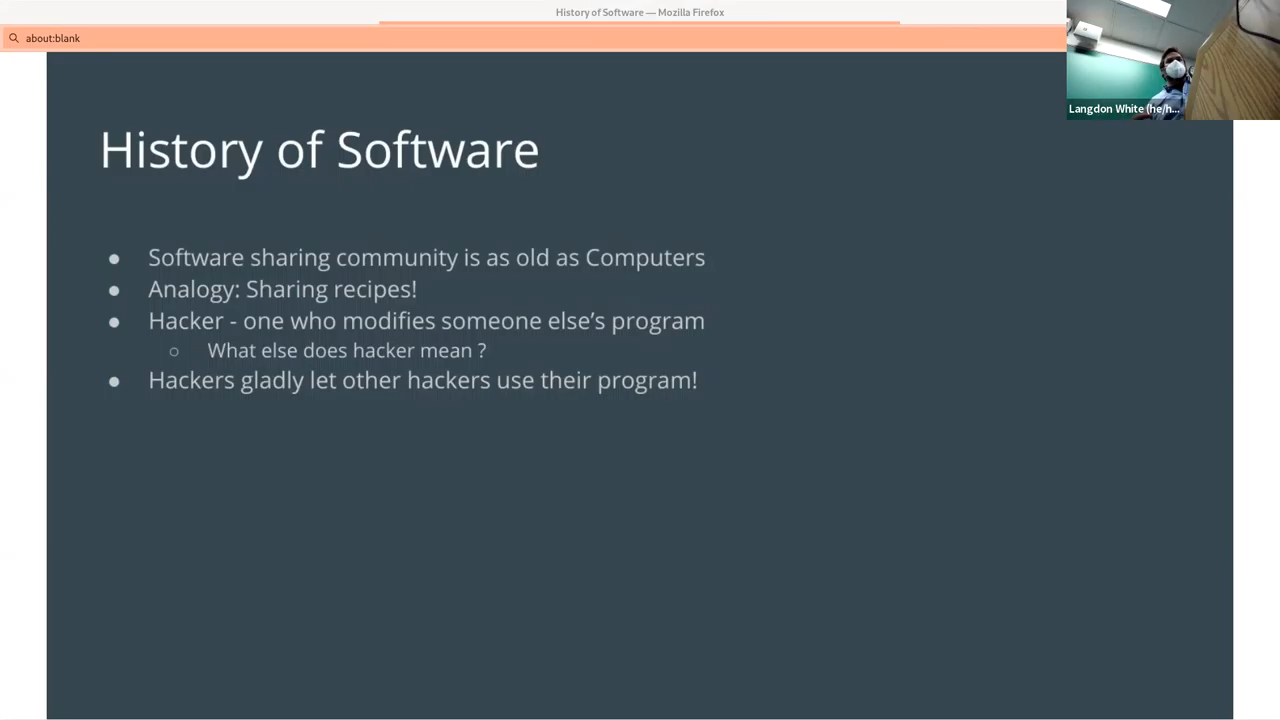 History of Software — Mozilla Firefox
about:blank
Langdon White (he/h...
History of Software
● Software sharing community is as old as Computers
● Analogy: Sharing recipes!
● Hacker - one who modifies someone else’s program
○ What else does hacker mean ?
● Hackers gladly let other hackers use their program!